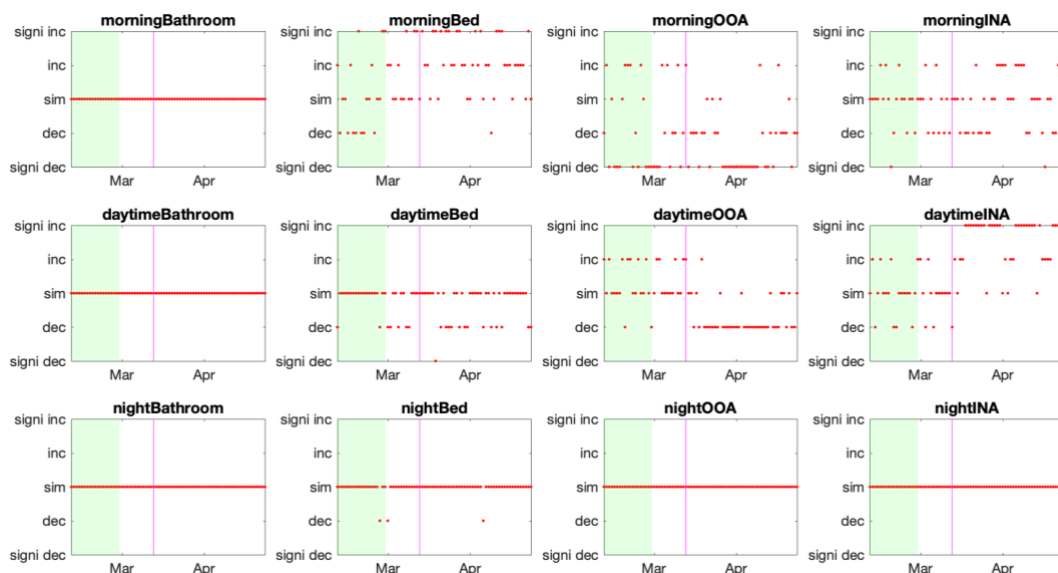 morningBathroom morningBed morningOOA morningINA
signi inc signi inc signi inc signi inc
inc inc inc inc
sim sim sim sim
dec dec dec dec
signi dec signi dec signi dec signi dec
Mar Apr Mar Apr Mar Apr Mar Apr
daytimeBathroom daytimeBed daytimeOOA daytimeINA
signi inc signi inc signi inc signi inc
inc inc inc inc
sim sim sim sim
dec dec dec dec
signi dec signi dec signi dec signi dec
Mar Apr Mar Apr Mar Apr Mar Apr
nightBathroom nightBed nightOOA nightINA
signi inc signi inc signi inc signi inc
inc inc inc inc
sim sim sim sim
dec dec dec dec
signi dec signi dec signi dec signi dec
Mar Apr Mar Apr Mar Apr Mar Apr